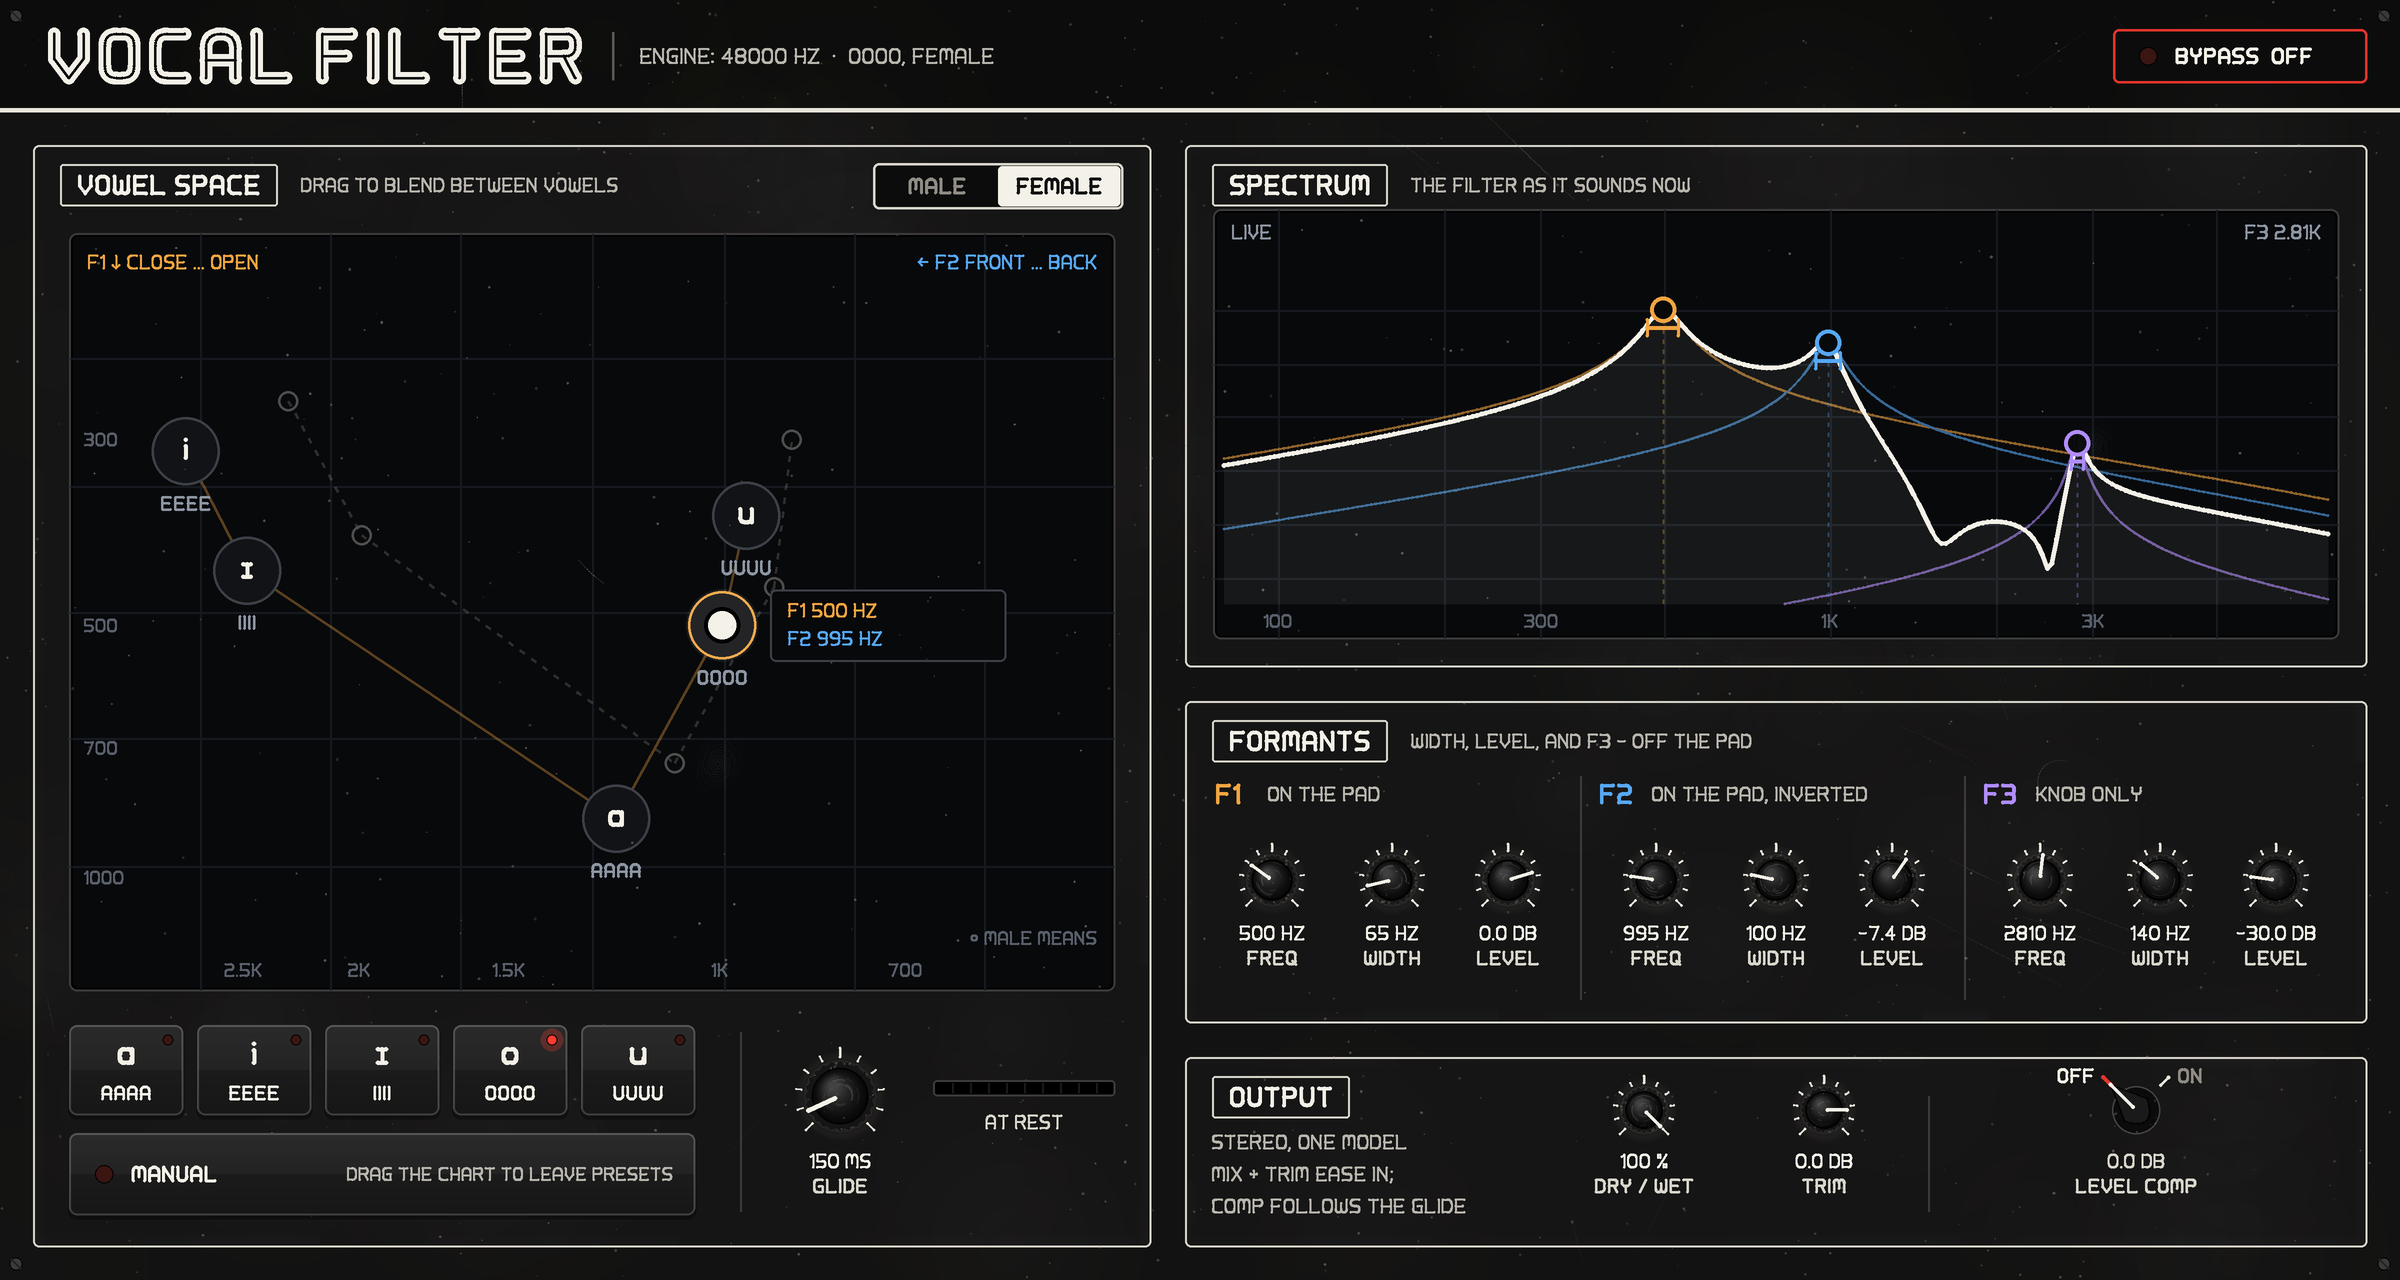 VOCAL FILTER
ENGINE: 48000 HZ · OOOO, FEMALE
BYPASS OFF
VOWEL SPACE
DRAG TO BLEND BETWEEN VOWELS
MALE
FEMALE
F1 ↓ CLOSE ... OPEN
← F2 FRONT ... BACK
300
i
EEEE
I
IIII
u
UUUU
500
F1 500 HZ
F2 995 HZ
OOOO
700
a
AAAA
1000
MALE MEANS
2.5K
2K
1.5K
1K
700
a
AAAA
i
EEEE
I
IIII
o
OOOO
u
UUUU
MANUAL
DRAG THE CHART TO LEAVE PRESETS
150 MS
GLIDE
AT REST
SPECTRUM
THE FILTER AS IT SOUNDS NOW
LIVE
F3 2.81K
100
300
1K
3K
FORMANTS
WIDTH, LEVEL, AND F3 – OFF THE PAD
F1 ON THE PAD
500 HZ
FREQ
65 HZ
WIDTH
0.0 DB
LEVEL
F2 ON THE PAD, INVERTED
995 HZ
FREQ
100 HZ
WIDTH
-7.4 DB
LEVEL
F3 KNOB ONLY
2810 HZ
FREQ
140 HZ
WIDTH
-30.0 DB
LEVEL
OUTPUT
STEREO, ONE MODEL
MIX + TRIM EASE IN;
COMP FOLLOWS THE GLIDE
100 %
DRY / WET
0.0 DB
TRIM
OFF
ON
0.0 DB
LEVEL COMP